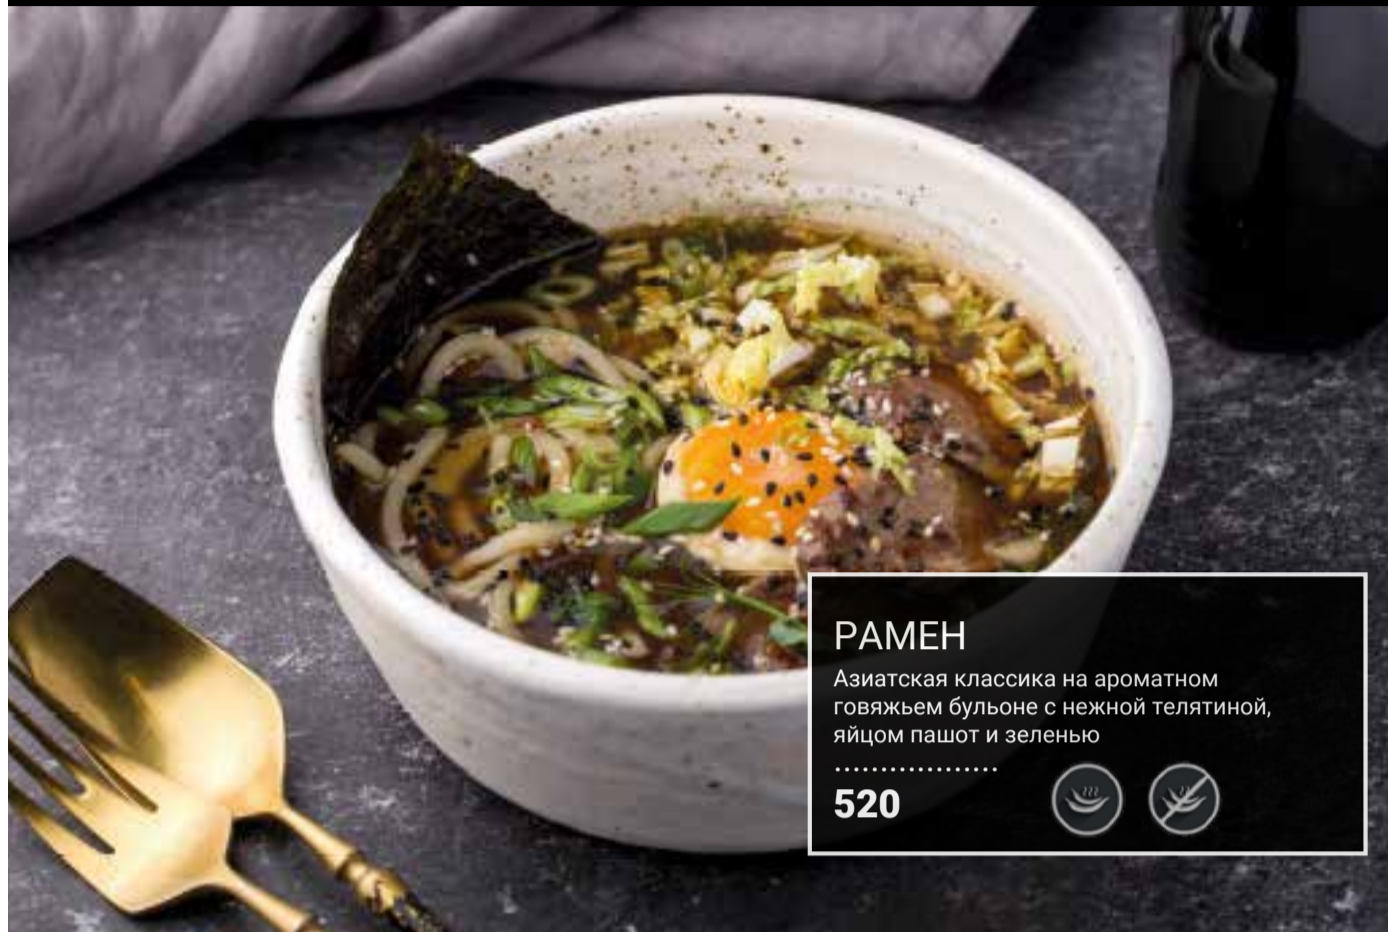 РАМЕН
Азиатская классика на ароматном
говяжьем бульоне с нежной телятиной,
яйцом пашот и зеленью
520